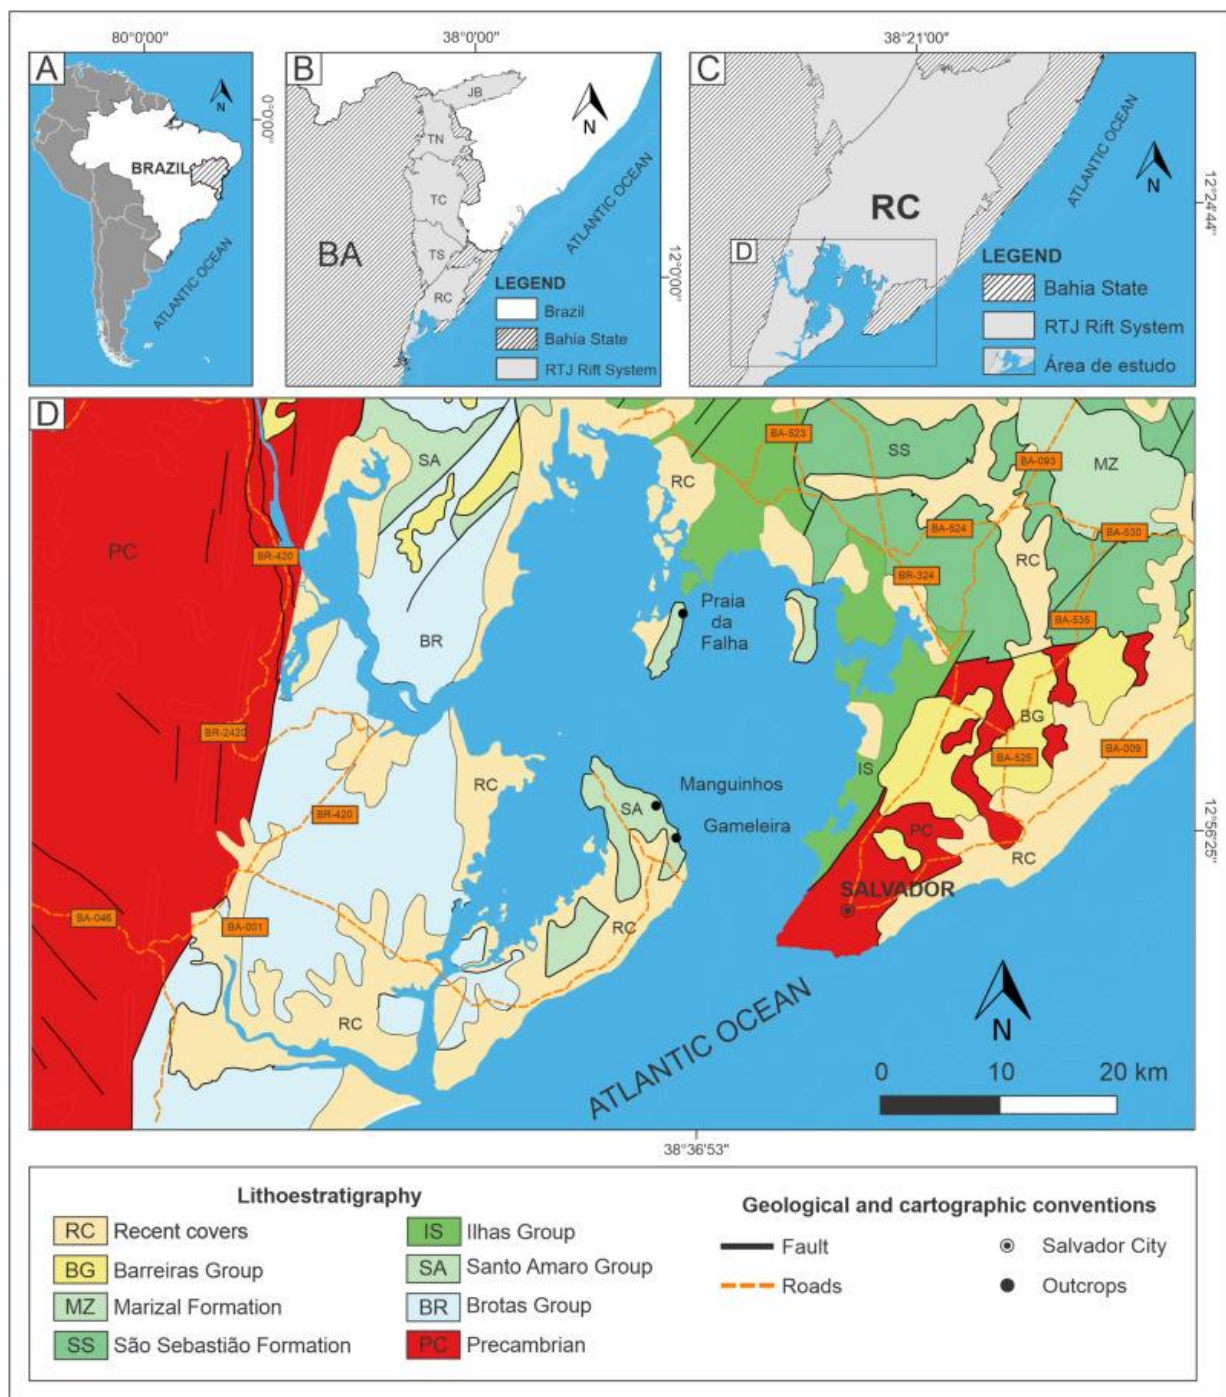 80°0'00"
38°0'00"
38°21'00"
A
N
0°0'00"
BRAZIL
ATLANTIC OCEAN
B
JB
TN
TC
TS
RC
BA
N
ATLANTIC OCEAN
12°0'00"
LEGEND
Brazil
Bahia State
RTJ Rift System
C
RC
D
N
ATLANTIC OCEAN
12°24'44"
LEGEND
Bahia State
RTJ Rift System
Área de estudo
D
SA
RC
BA-523
SS
BA-093
MZ
PC
BR-420
BA-524
BA-530
RC
BR-324
Praia
da
Falha
BA-535
BR
BR-2420
BG
BA-009
RC
IS
BA-525
Manguinhos
SA
Gameleira
BR-420
PC
RC
12°56'25"
SALVADOR
BA-046
BA-001
RC
RC
ATLANTIC OCEAN
N
0 10 20 km
38°36'53"
Lithoestratigraphy
RC Recent covers
BG Barreiras Group
MZ Marizal Formation
SS São Sebastião Formation
IS Ilhas Group
SA Santo Amaro Group
BR Brotas Group
PC Precambrian
Geological and cartographic conventions
Fault
Roads
Salvador City
Outcrops